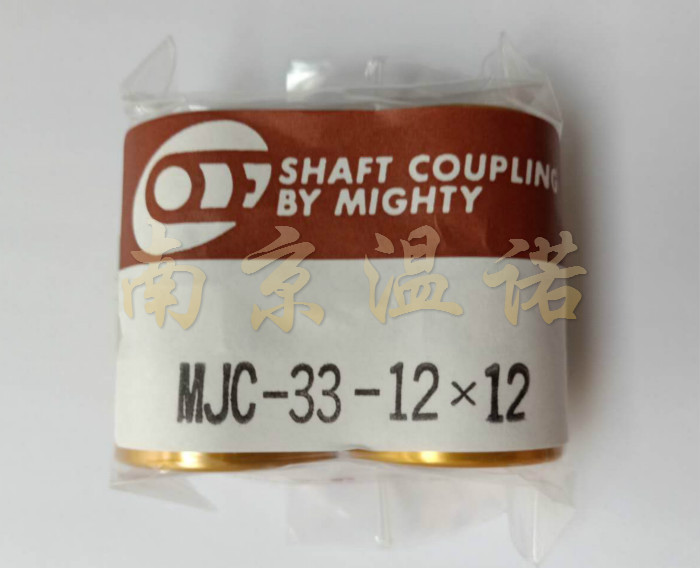 SHAFT COUPLING
BY MIGHTY
南京温诺
MJC-33-12×12